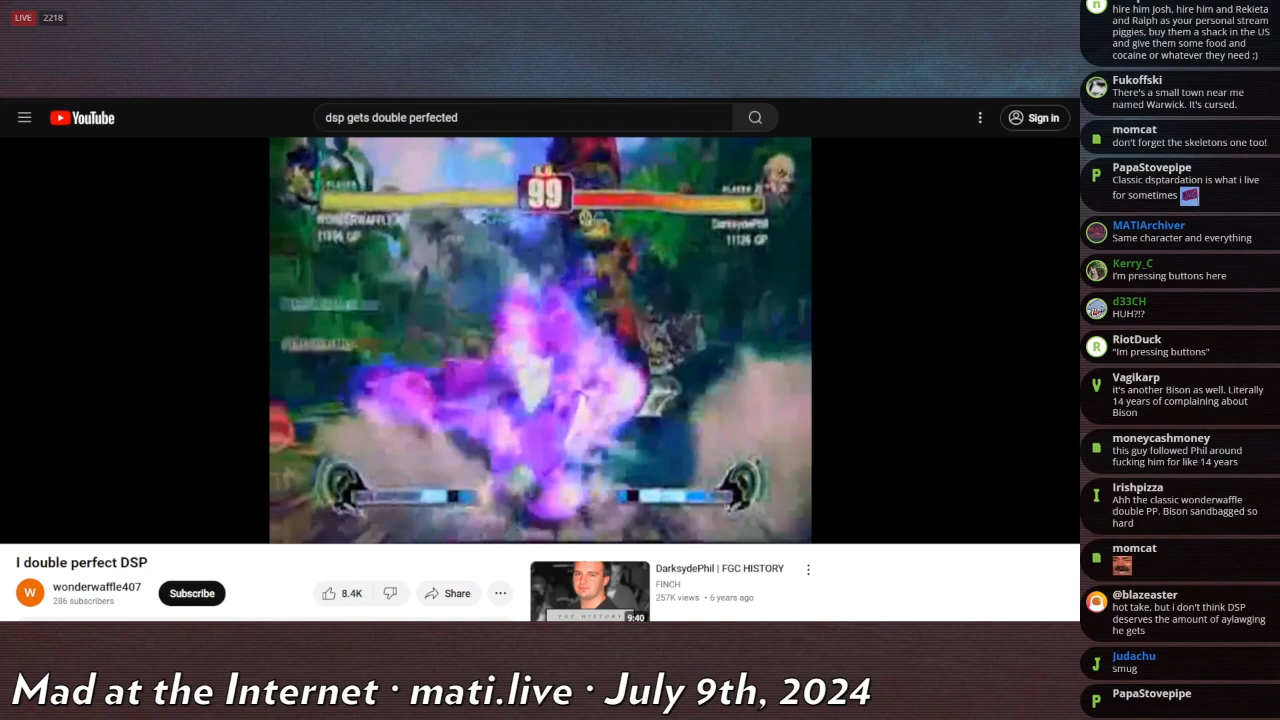 LIVE 2218
YouTube
dsp gets double perfected
Sign in
99
DarksydePhil
11126 GP
I double perfect DSP
wonderwaffle407
286 subscribers
Subscribe
8.4K
Share
DarksydePhil | FGC HISTORY
FINCH
257K views • 6 years ago
FGC HISTORY
9:40
hire him Josh, hire him and Rekieta
and Ralph as your personal stream
piggies, buy them a shack in the US
and give them some food and
cocaine or whatever they need ;)
Fukoffski
There's a small town near me
named Warwick. It's cursed.
momcat
don't forget the skeletons one too!
PapaStovepipe
Classic dsptardation is what i live
for sometimes
MATIArchiver
Same character and everything
Kerry_C
I'm pressing buttons here
d33CH
HUH?!?
RiotDuck
"Im pressing buttons"
Vagikarp
it's another Bison as well. Literally
14 years of complaining about
Bison
moneycashmoney
this guy followed Phil around
fucking him for like 14 years
Irishpizza
Ahh the classic wonderwaffle
double PP. Bison sandbagged so
hard
momcat
@blazeaster
hot take, but i don't think DSP
deserves the amount of aylawging
he gets
Judachu
smug
PapaStovepipe
Mad at the Internet · mati.live · July 9th, 2024